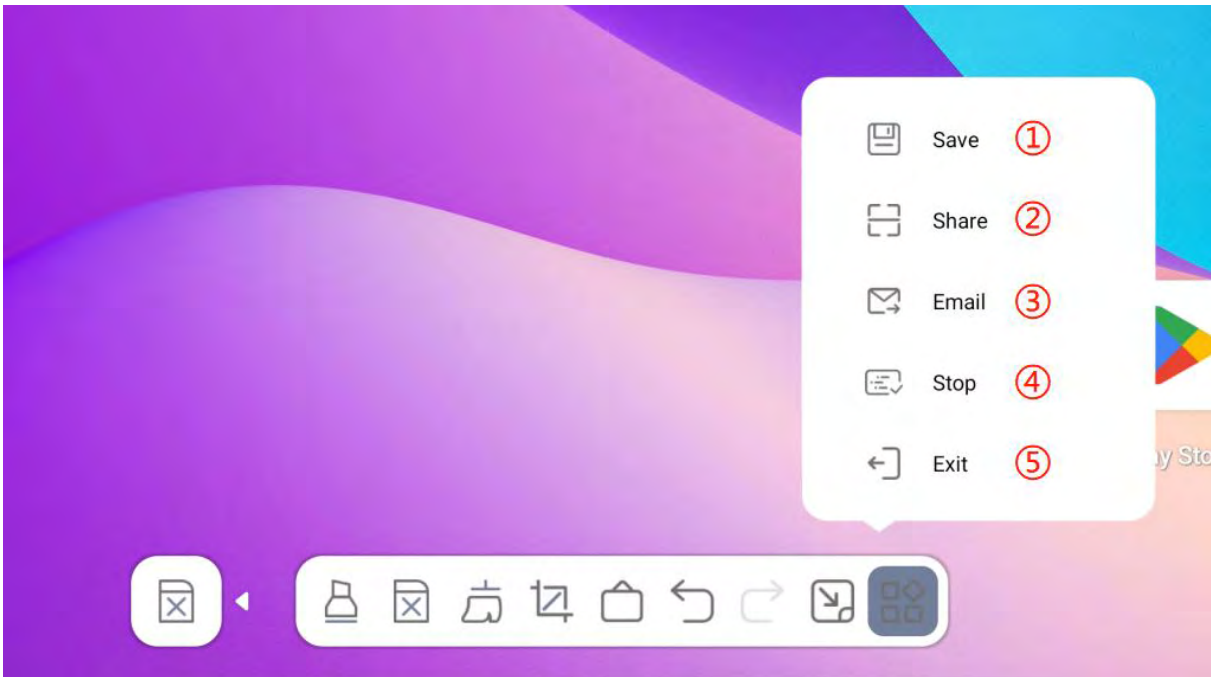 Save ①
Share ②
Email ③
Stop ④
Exit ⑤